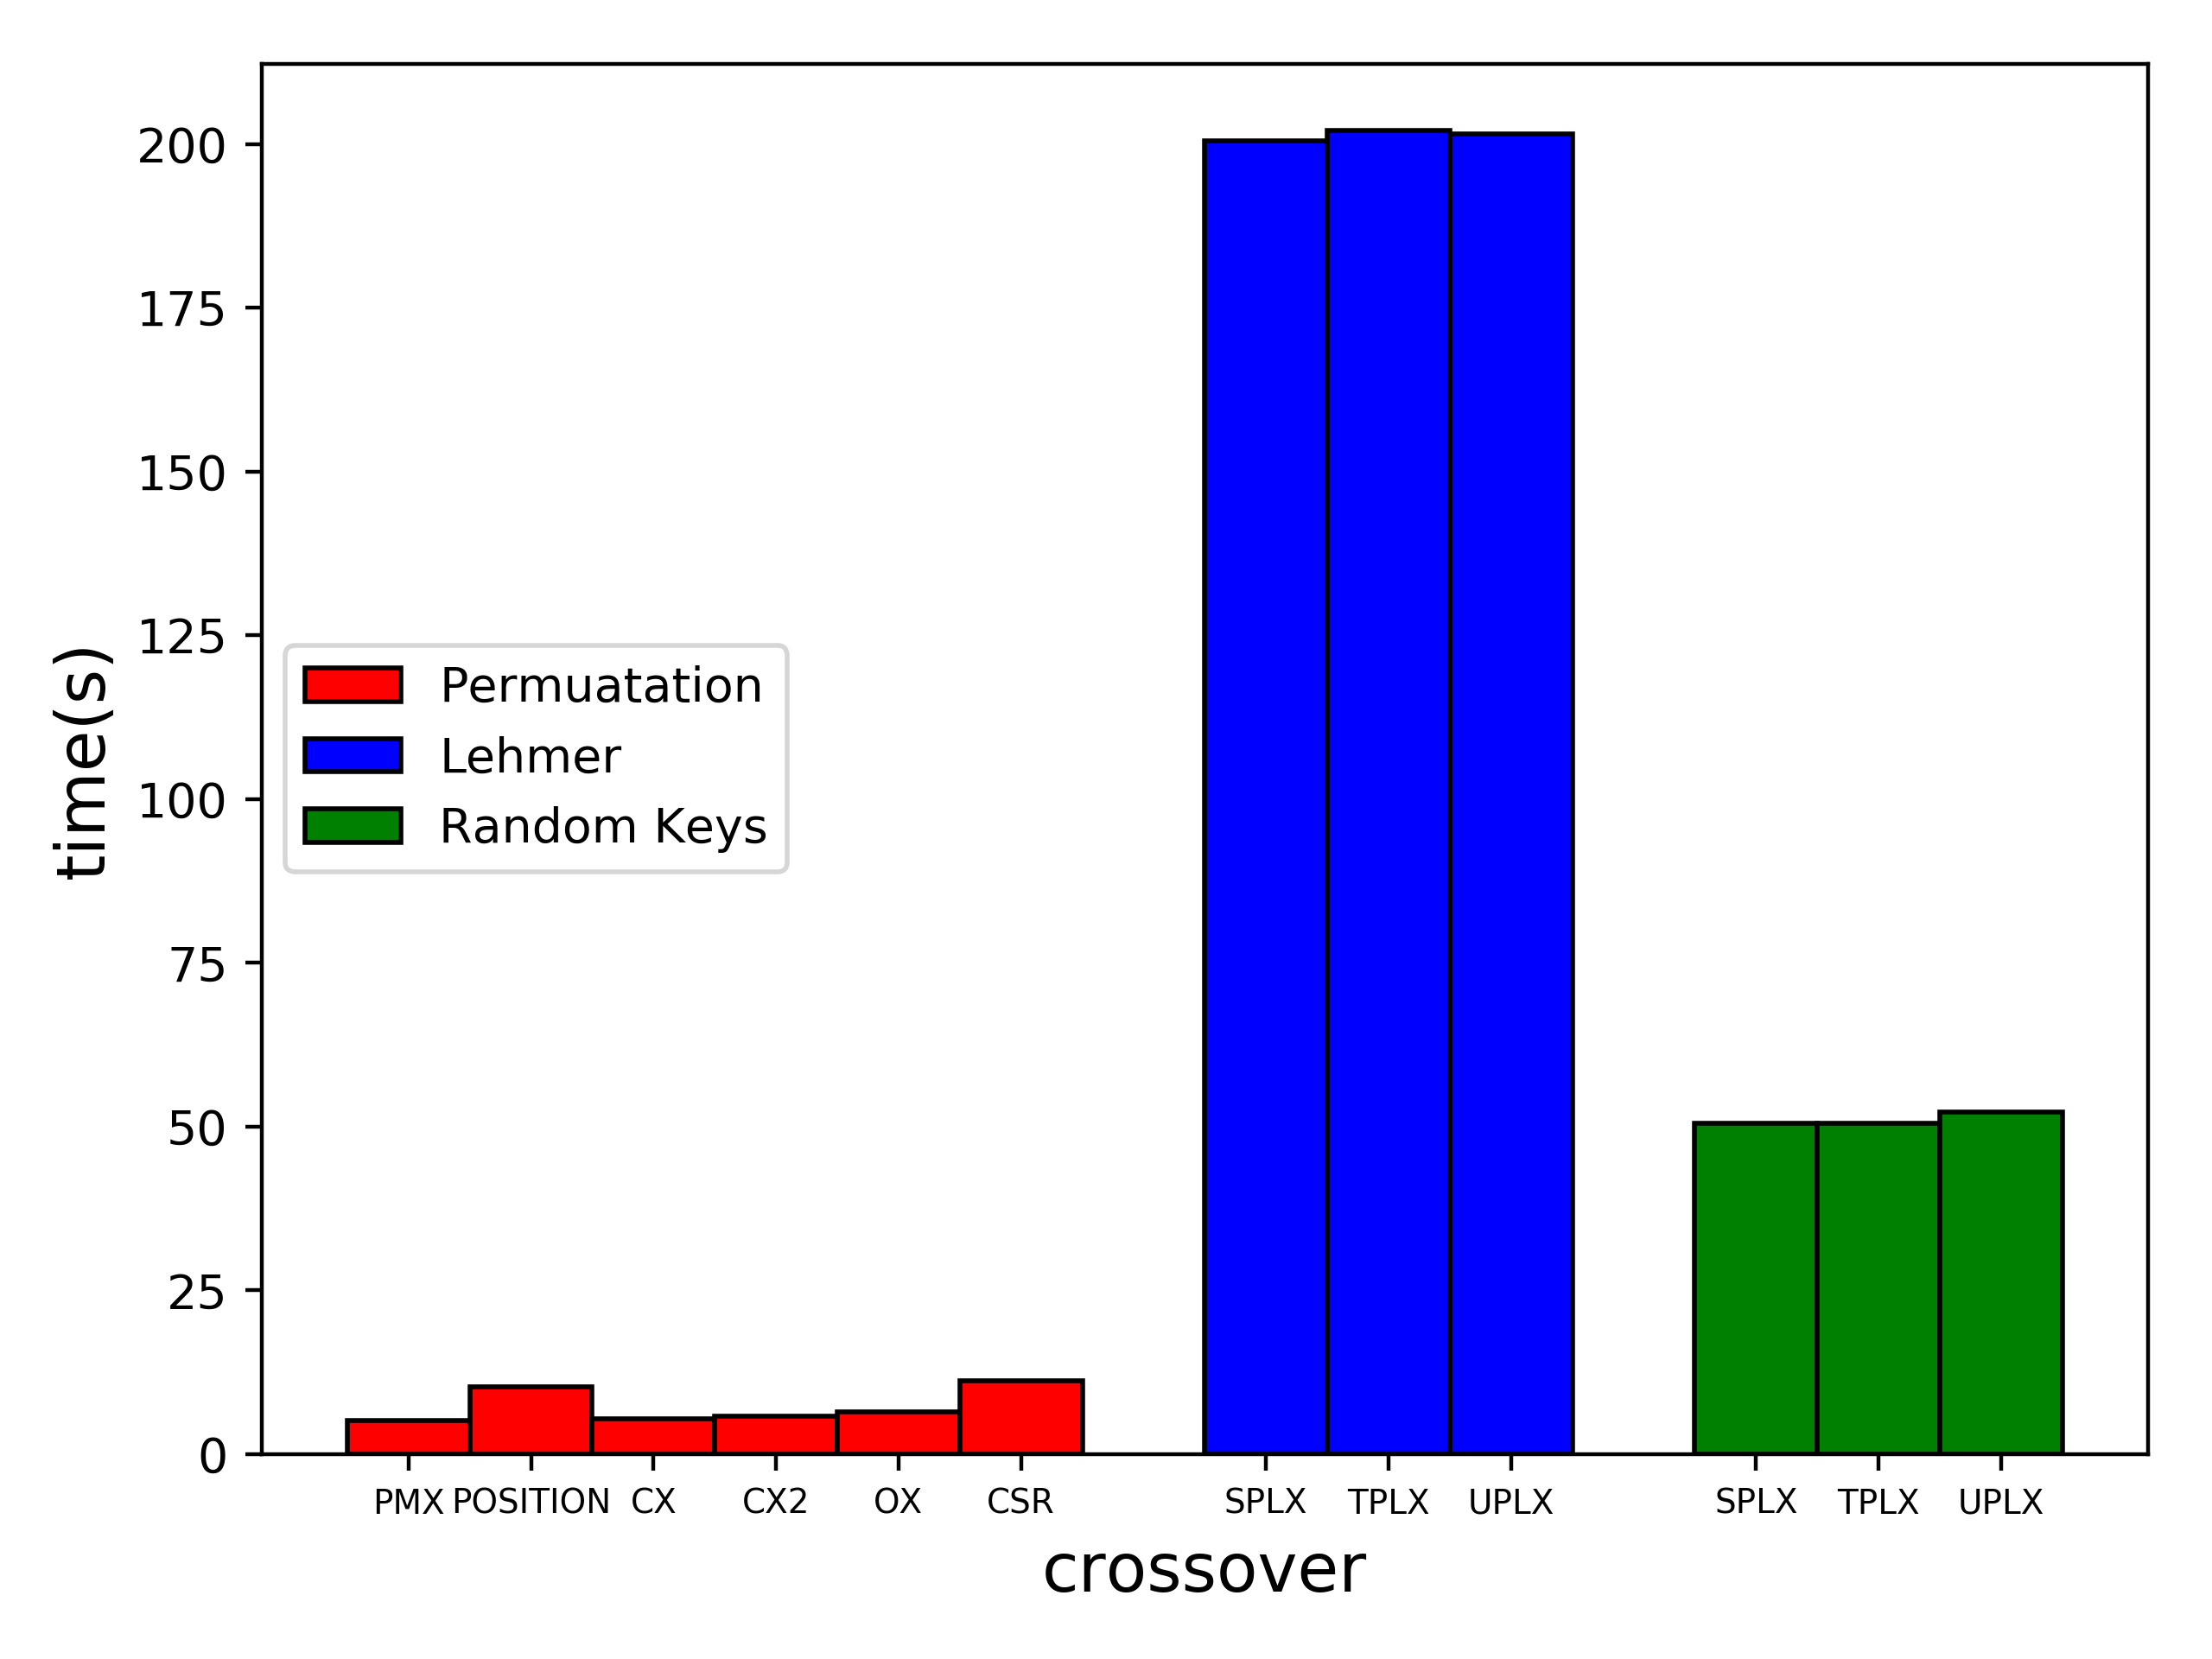 200
175
150
125
100
75
50
25
0
time(s)
Permuatation
Lehmer
Random Keys
PMX POSITION CX CX2 OX CSR SPLX TPLX UPLX SPLX TPLX UPLX
crossover